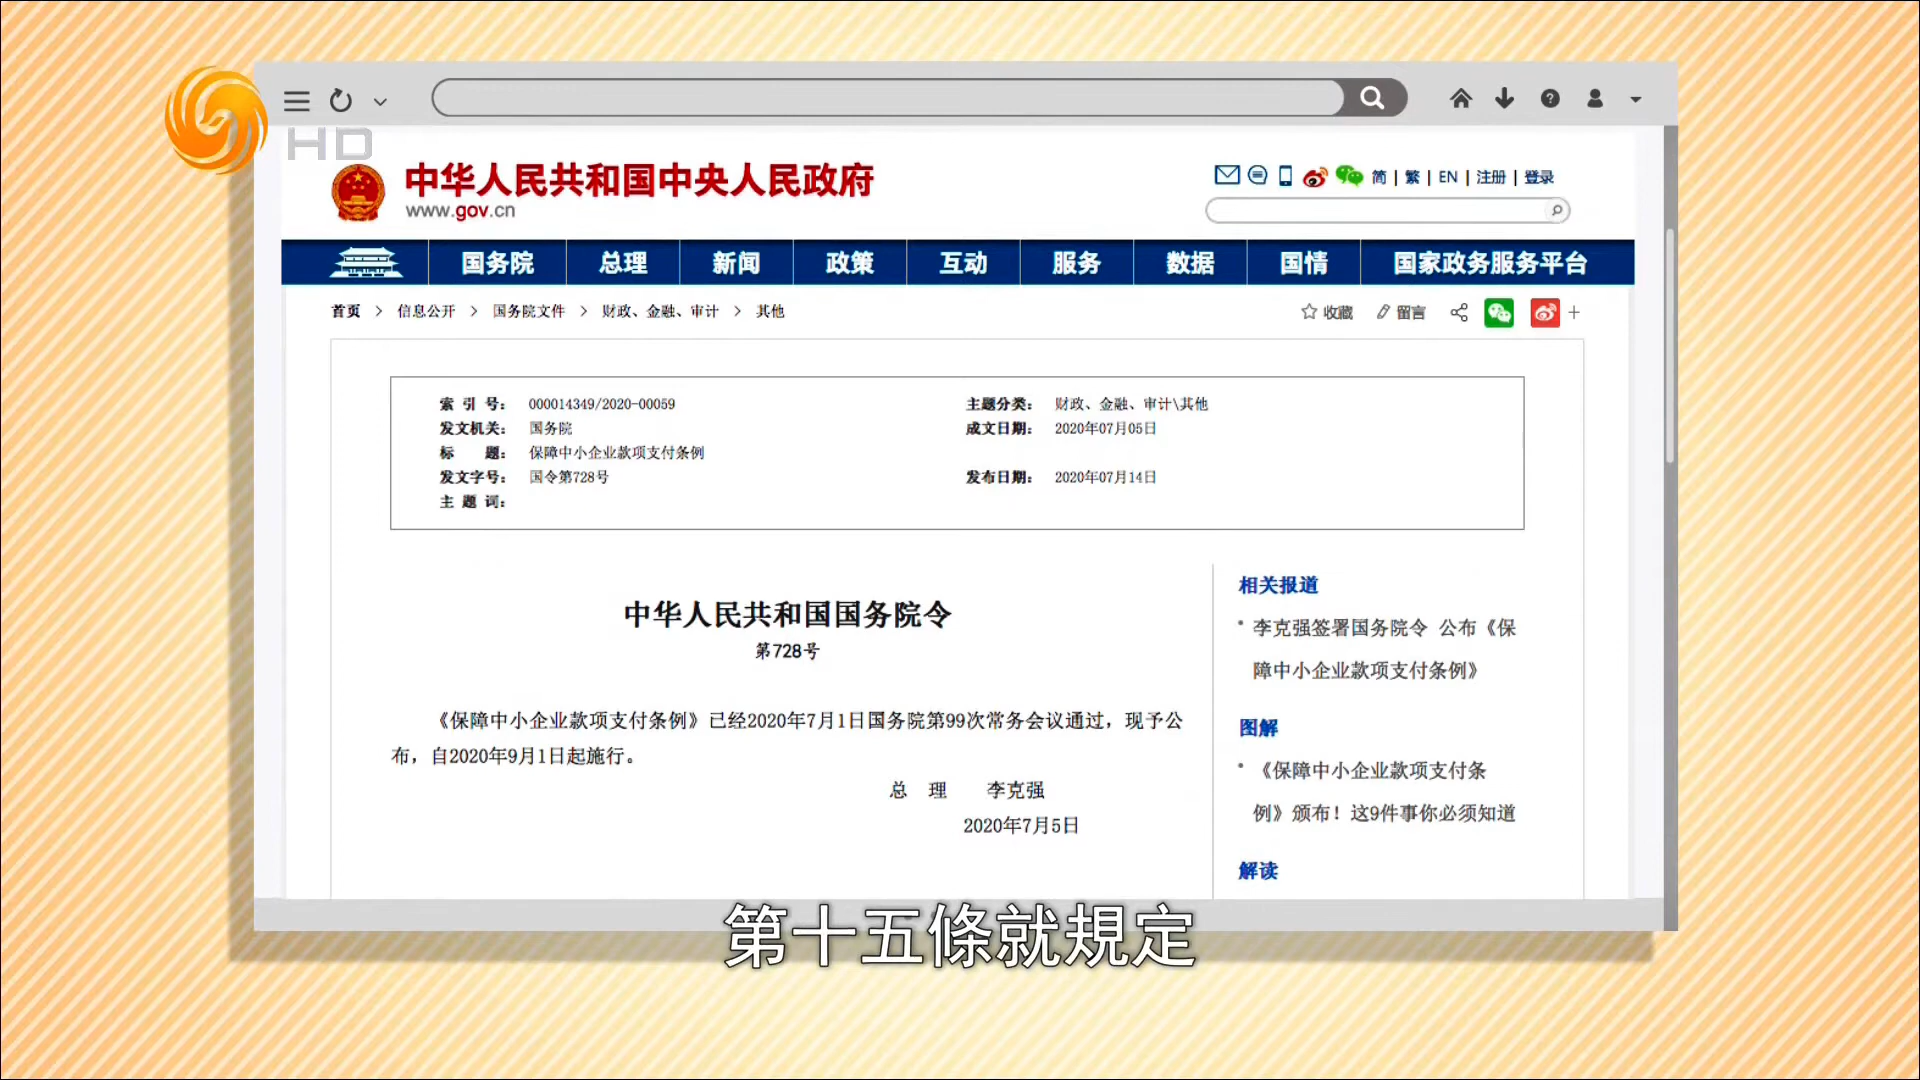 HD
中华人民共和国中央人民政府
www.gov.cn
简 | 繁 | EN | 注册 | 登录
国务院 总理 新闻 政策 互动 服务 数据 国情 国家政务服务平台
首页 > 信息公开 > 国务院文件 > 财政、金融、审计 > 其他
收藏 留言
索 引 号: 000014349/2020-00059 主题分类: 财政、金融、审计\其他
发文机关: 国务院 成文日期: 2020年07月05日
标 题: 保障中小企业款项支付条例
发文字号: 国令第728号 发布日期: 2020年07月14日
主 题 词:
中华人民共和国国务院令
第728号
《保障中小企业款项支付条例》已经2020年7月1日国务院第99次常务会议通过，现予公
布，自2020年9月1日起施行。
总 理 李克强
2020年7月5日
相关报道
李克强签署国务院令 公布《保
障中小企业款项支付条例》
图解
《保障中小企业款项支付条
例》颁布！这9件事你必须知道
解读
第十五條就規定